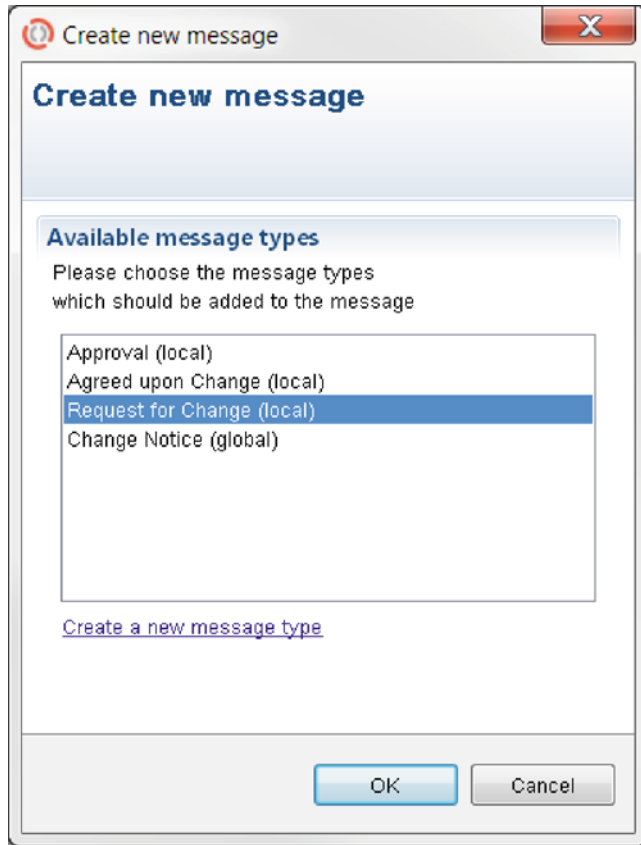 Create new message
Create new message
Available message types
Please choose the message types
which should be added to the message
Approval (local)
Agreed upon Change (local)
Request for Change (local)
Change Notice (global)
Create a new message type
OK
Cancel